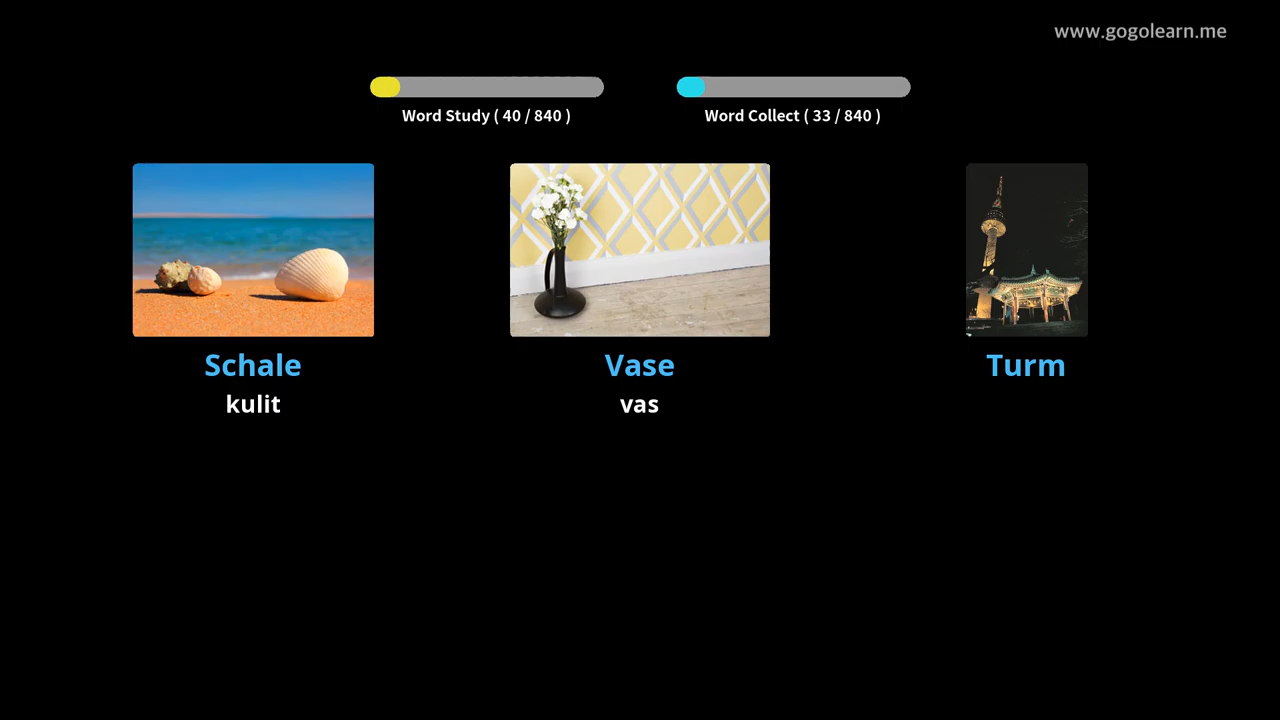 www.gogolearn.me
Word Study ( 40 / 840 )
Word Collect ( 33 / 840 )
Schale
kulit
Vase
vas
Turm